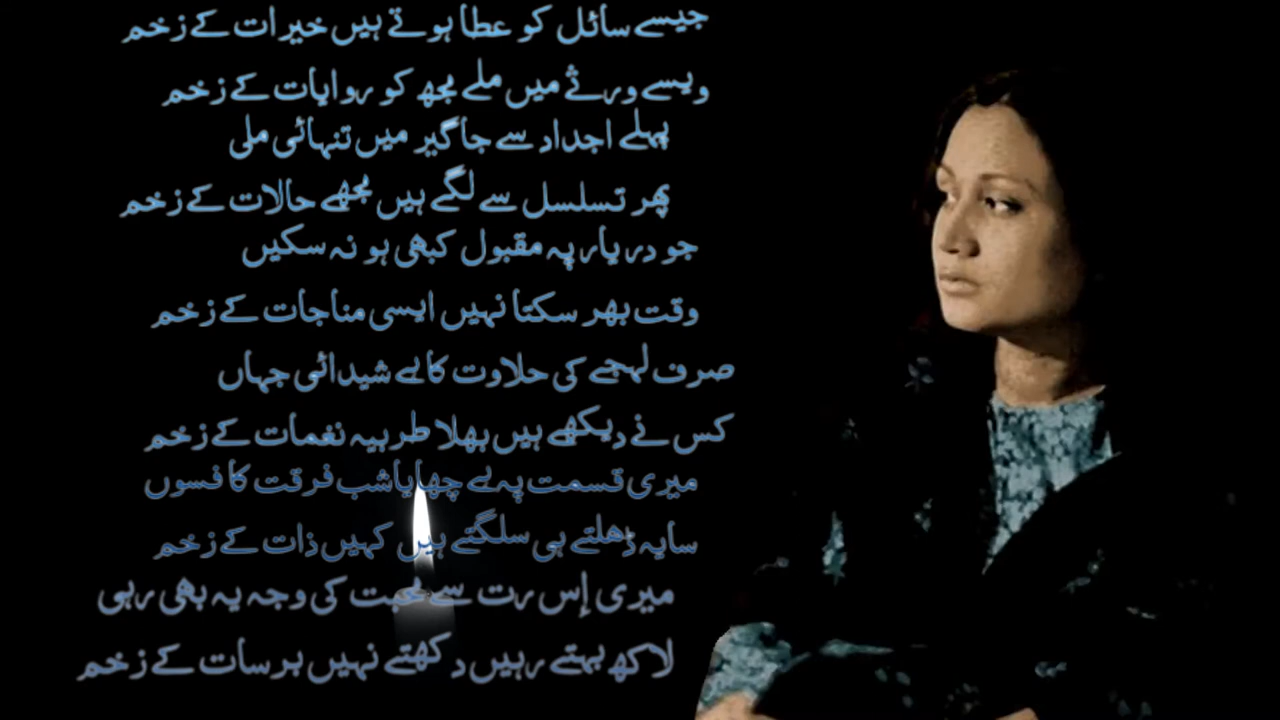 جیسے سائل کو عطا ہوتے ہیں خیرات کے زخم
ویسے ورثے میں ملے مجھ کو روایات کے زخم
پہلے اجداد سے جاگیر میں تنہائی ملی
پھر تسلسل سے لگے ہیں مجھے حالات کے زخم
جو در یار پہ مقبول کبھی ہو نہ سکیں
وقت بھر سکتا نہیں ایسی مناجات کے زخم
صرف لہجے کی حلاوت کا ہے شیدائی جہاں
کس نے دیکھے ہیں بھلا طربیہ نغمات کے زخم
میری قسمت پہ ہے چھایا شب فرقت کا فسوں
سایہ ڈھلتے ہی سلگتے ہیں کہیں ذات کے زخم
میری اِس رت سے محبت کی وجہ یہ بھی رہی
لاکھ بہتے رہیں دکھتے نہیں برسات کے زخم